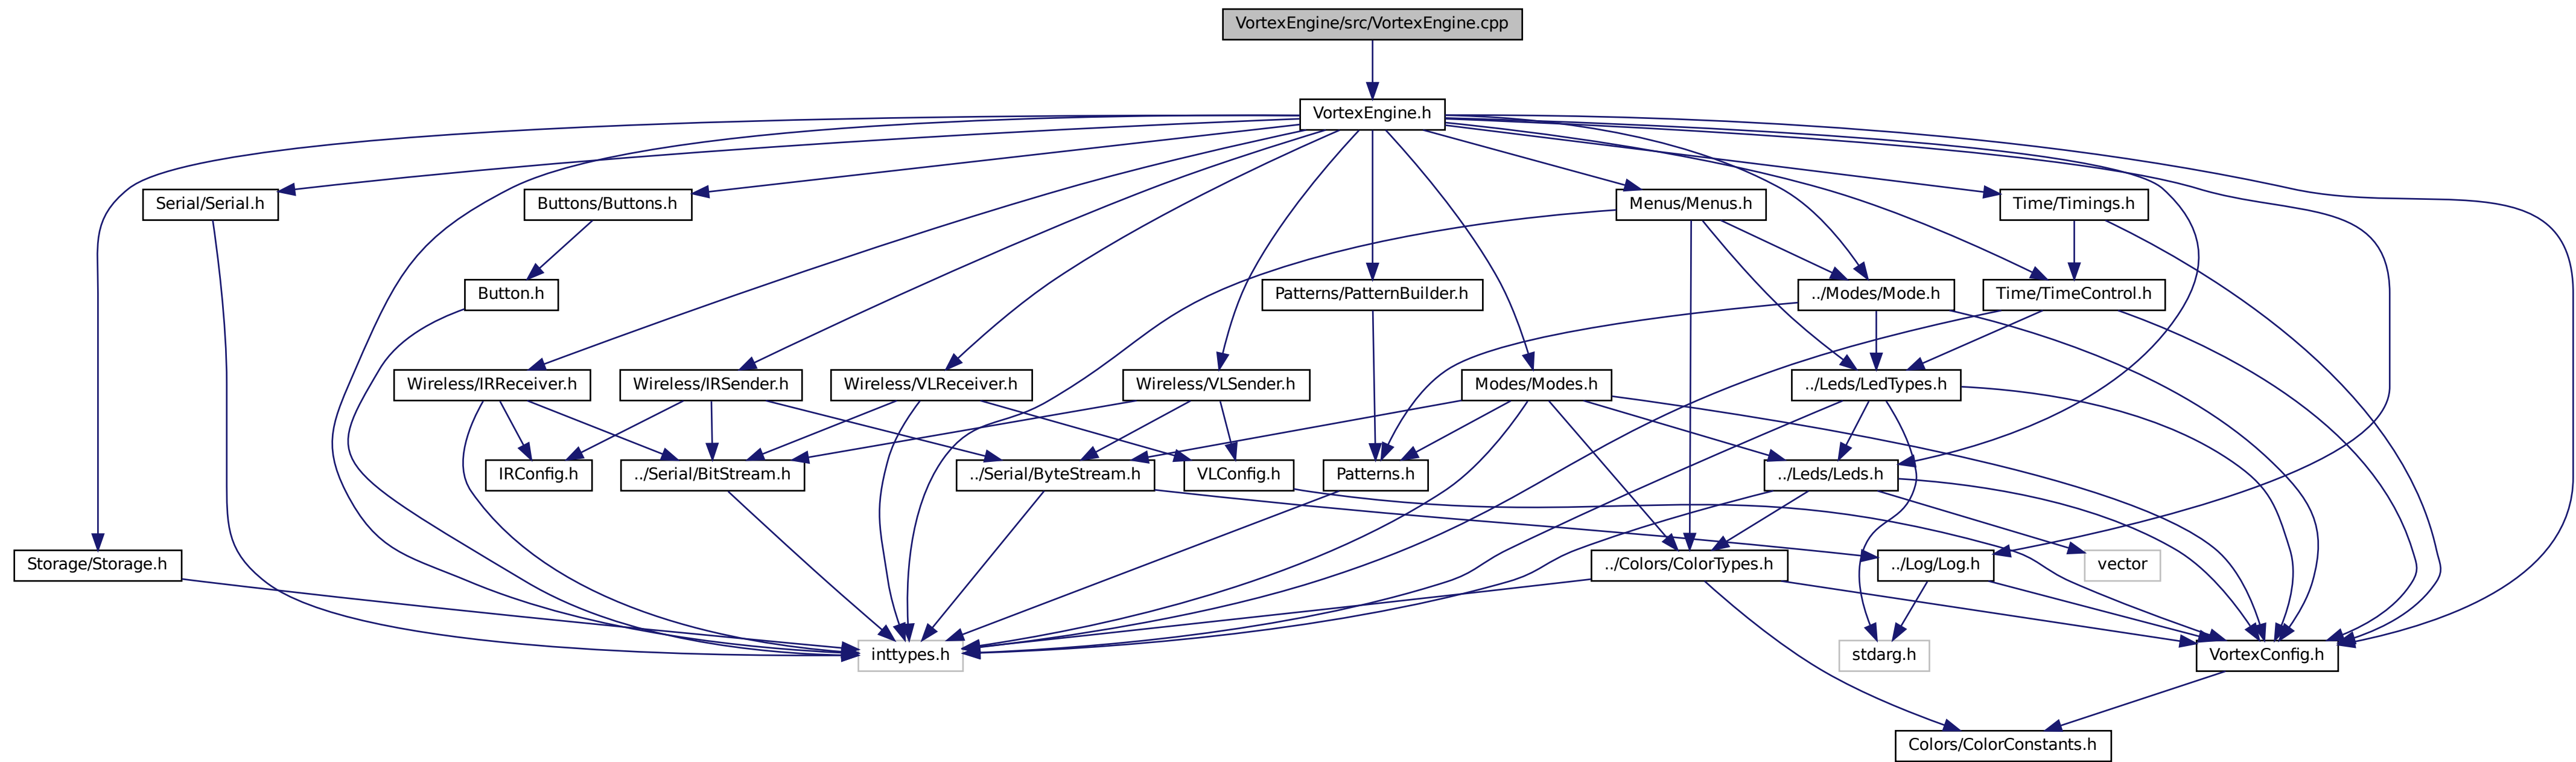 VortexEngine/src/VortexEngine.cpp
VortexEngine.h
Serial/Serial.h
Buttons/Buttons.h
Menus/Menus.h
Time/Timings.h
Button.h
Patterns/PatternBuilder.h
../Modes/Mode.h
Time/TimeControl.h
Wireless/IRReceiver.h
Wireless/IRSender.h
Wireless/VLReceiver.h
Wireless/VLSender.h
Modes/Modes.h
../Leds/LedTypes.h
IRConfig.h
../Serial/BitStream.h
../Serial/ByteStream.h
VLConfig.h
Patterns.h
../Leds/Leds.h
Storage/Storage.h
../Colors/ColorTypes.h
../Log/Log.h
vector
inttypes.h
stdarg.h
VortexConfig.h
Colors/ColorConstants.h